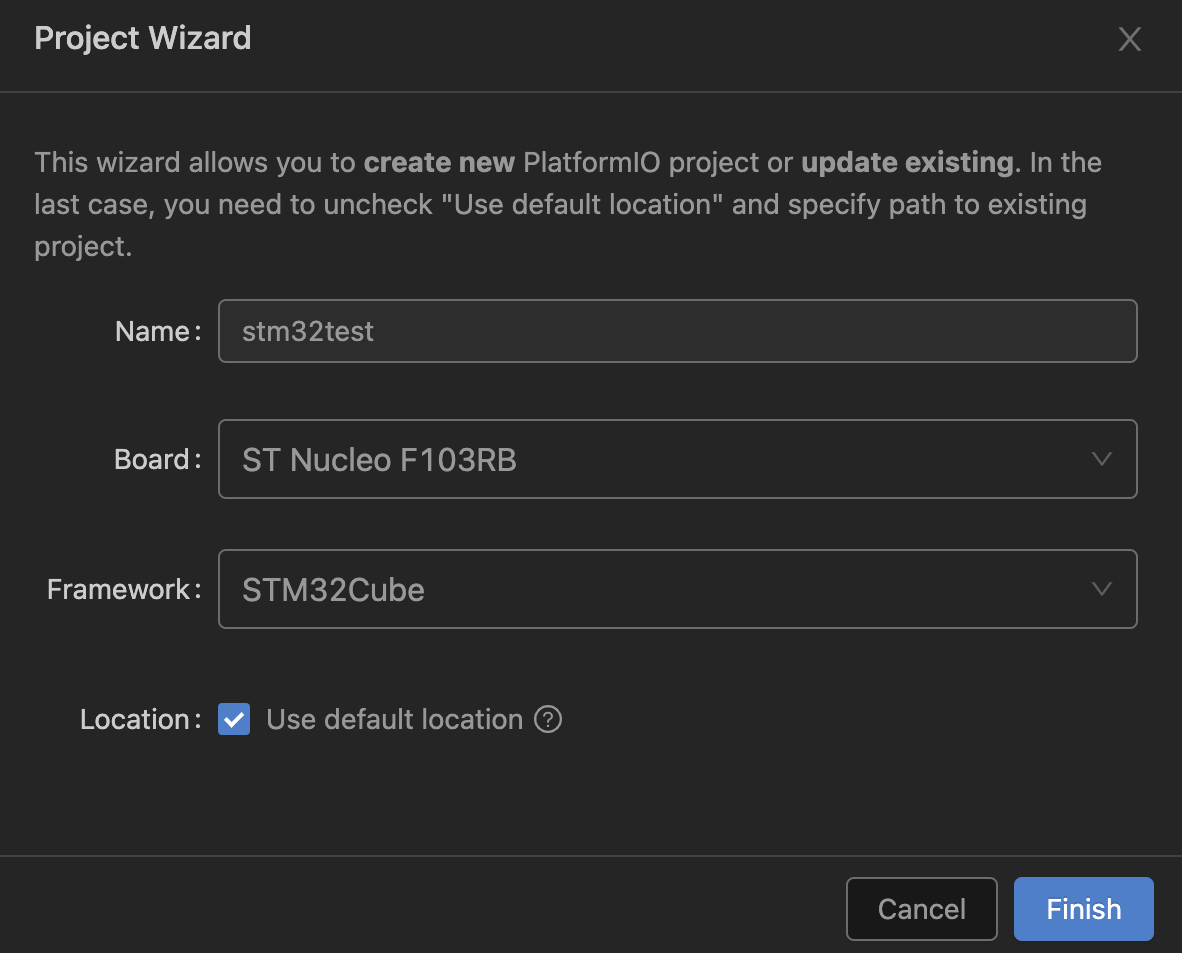 Project Wizard
This wizard allows you to create new PlatformIO project or update existing. In the
last case, you need to uncheck "Use default location" and specify path to existing
project.
Name: stm32test
Board: ST Nucleo F103RB
Framework: STM32Cube
Location: Use default location ?
Cancel Finish